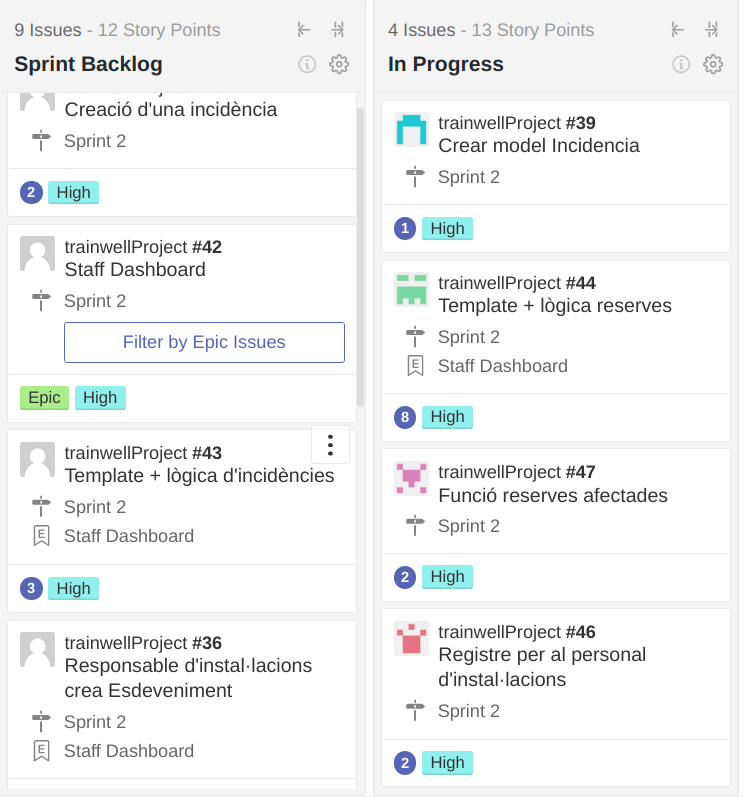 9 Issues - 12 Story Points
Sprint Backlog
Creació d'una incidència
Sprint 2
2 High
trainwellProject #42
Staff Dashboard
Sprint 2
Filter by Epic Issues
Epic High
trainwellProject #43
Template + lògica d'incidències
Sprint 2
E Staff Dashboard
3 High
trainwellProject #36
Responsable d'instal·lacions
crea Esdeveniment
Sprint 2
E Staff Dashboard
4 Issues - 13 Story Points
In Progress
trainwellProject #39
Crear model Incidencia
Sprint 2
1 High
trainwellProject #44
Template + lògica reserves
Sprint 2
E Staff Dashboard
8 High
trainwellProject #47
Funció reserves afectades
Sprint 2
2 High
trainwellProject #46
Registre per al personal
d'instal·lacions
Sprint 2
2 High